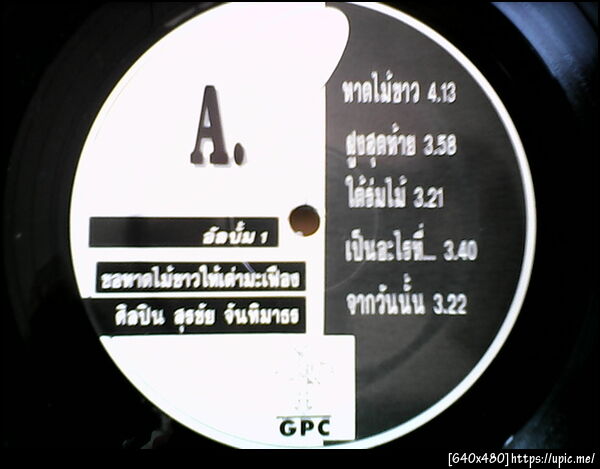 A.
อัลบั้ม 1
ขอหาดไม้ขาวให้เต่ามะเฟือง
ศิลปิน สุรชัย จันทิมาธร
GPC
หาดไม้ขาว 4.13
ฝูงสุดท้าย 3.58
ใต้ร่มไม้ 3.21
เป็นอะไรที่... 3.40
จากวันนั้น 3.22
[640x480]https://upic.me/